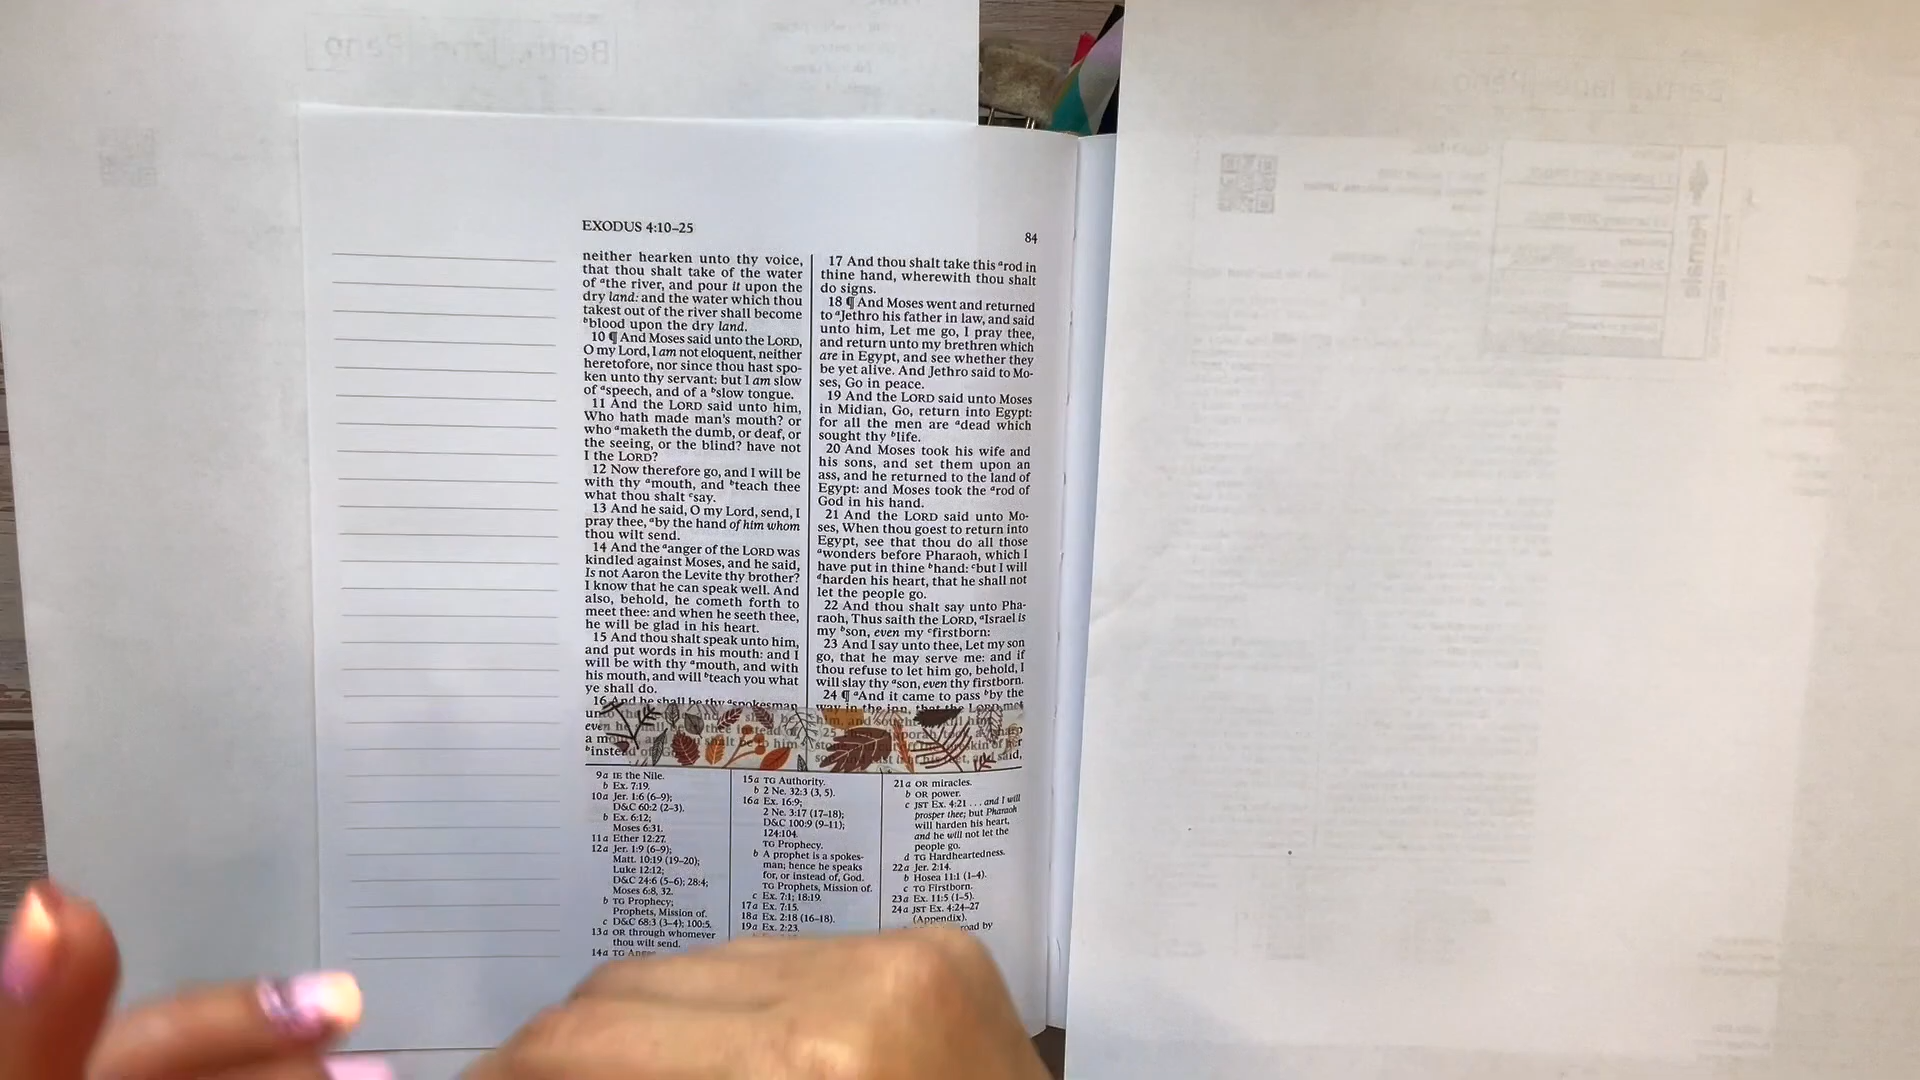 EXODUS 4:10–25
84
neither hearken unto thy voice,
that thou shalt take of the water
of ᵃthe river, and pour it upon the
dry land: and the water which thou
takest out of the river shall become
ᵇblood upon the dry land.
10 ¶ And Moses said unto the LORD,
O my Lord, I am not eloquent, neither
heretofore, nor since thou hast spo-
ken unto thy servant: but I am slow
of ᵃspeech, and of a ᵇslow tongue.
11 And the LORD said unto him,
Who hath made man's mouth? or
who ᵃmaketh the dumb, or deaf, or
the seeing, or the blind? have not
I the LORD?
12 Now therefore go, and I will be
with thy ᵃmouth, and ᵇteach thee
what thou shalt ᶜsay.
13 And he said, O my Lord, send, I
pray thee, ᵃby the hand of him whom
thou wilt send.
14 And the ᵃanger of the LORD was
kindled against Moses, and he said,
Is not Aaron the Levite thy brother?
I know that he can speak well. And
also, behold, he cometh forth to
meet thee: and when he seeth thee,
he will be glad in his heart.
15 And thou shalt speak unto him,
and put words in his mouth: and I
will be with thy ᵃmouth, and with
his mouth, and will ᵇteach you what
ye shall do.
16 And he shall be thy ᵃspokesman
even he instead of
a to him
ᵇinstead of
17 And thou shalt take this ᵃrod in
thine hand, wherewith thou shalt
do signs.
18 ¶ And Moses went and returned
to ᵃJethro his father in law, and said
unto him, Let me go, I pray thee,
and return unto my brethren which
are in Egypt, and see whether they
be yet alive. And Jethro said to Mo-
ses, Go in peace.
19 And the LORD said unto Moses
in Midian, Go, return into Egypt:
for all the men are ᵃdead which
sought thy ᵇlife.
20 And Moses took his wife and
his sons, and set them upon an
ass, and he returned to the land of
Egypt: and Moses took the ᵃrod of
God in his hand.
21 And the LORD said unto Mo-
ses, When thou goest to return into
Egypt, see that thou do all those
ᵃwonders before Pharaoh, which I
have put in thine ᵇhand: ᶜbut I will
ᵈharden his heart, that he shall not
let the people go.
22 And thou shalt say unto Pha-
raoh, Thus saith the LORD, ᵃIsrael is
my ᵇson, even my ᶜfirstborn:
23 And I say unto thee, Let my son
go, that he may serve me: and if
thou refuse to let him go, behold, I
will slay thy ᵃson, even thy firstborn.
24 ¶ ᵃAnd it came to pass ᵇby the
way in the inn, that the LORD met
him, and sought kill him
25
said,
9a IE the Nile.
b Ex. 7:19.
10a Jer. 1:6 (6–9);
D&C 60:2 (2–3).
b Ex. 6:12;
Moses 6:31.
11a Ether 12:27.
12a Jer. 1:9 (6–9);
Matt. 10:19 (19–20);
Luke 12:12;
D&C 24:6 (5–6); 28:4;
Moses 6:8, 32.
b TG Prophecy;
Prophets, Mission of.
c D&C 68:3 (3–4); 100:5.
13a OR through whomever
thou wilt send.
14a TG
15a TG Authority.
b 2 Ne. 32:3 (3, 5).
16a Ex. 16:9;
2 Ne. 3:17 (17–18);
D&C 100:9 (9–11);
124:104.
TG Prophecy.
b A prophet is a spokes-
man; hence he speaks
for, or instead of, God.
TG Prophets, Mission of.
c Ex. 7:1; 18:19.
17a Ex. 7:15.
18a Ex. 2:18 (16–18).
19a Ex. 2:23.
21a OR miracles.
b OR power.
c JST Ex. 4:21 . . . and I will
prosper thee; but Pharaoh
will harden his heart,
and he will not let the
people go.
d TG Hardheartedness.
22a Jer. 2:14.
b Hosea 11:1 (1–4).
c TG Firstborn.
23a Ex. 11:5 (1–5).
24a JST Ex. 4:24–27
(Appendix).
road by